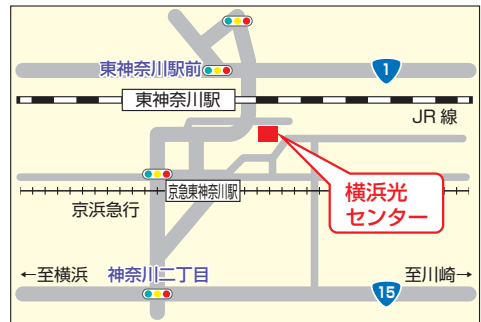 東神奈川駅前
1
東神奈川駅
JR 線
京急東神奈川駅
京浜急行
横浜光
センター
←至横浜
神奈川二丁目
至川崎→
15